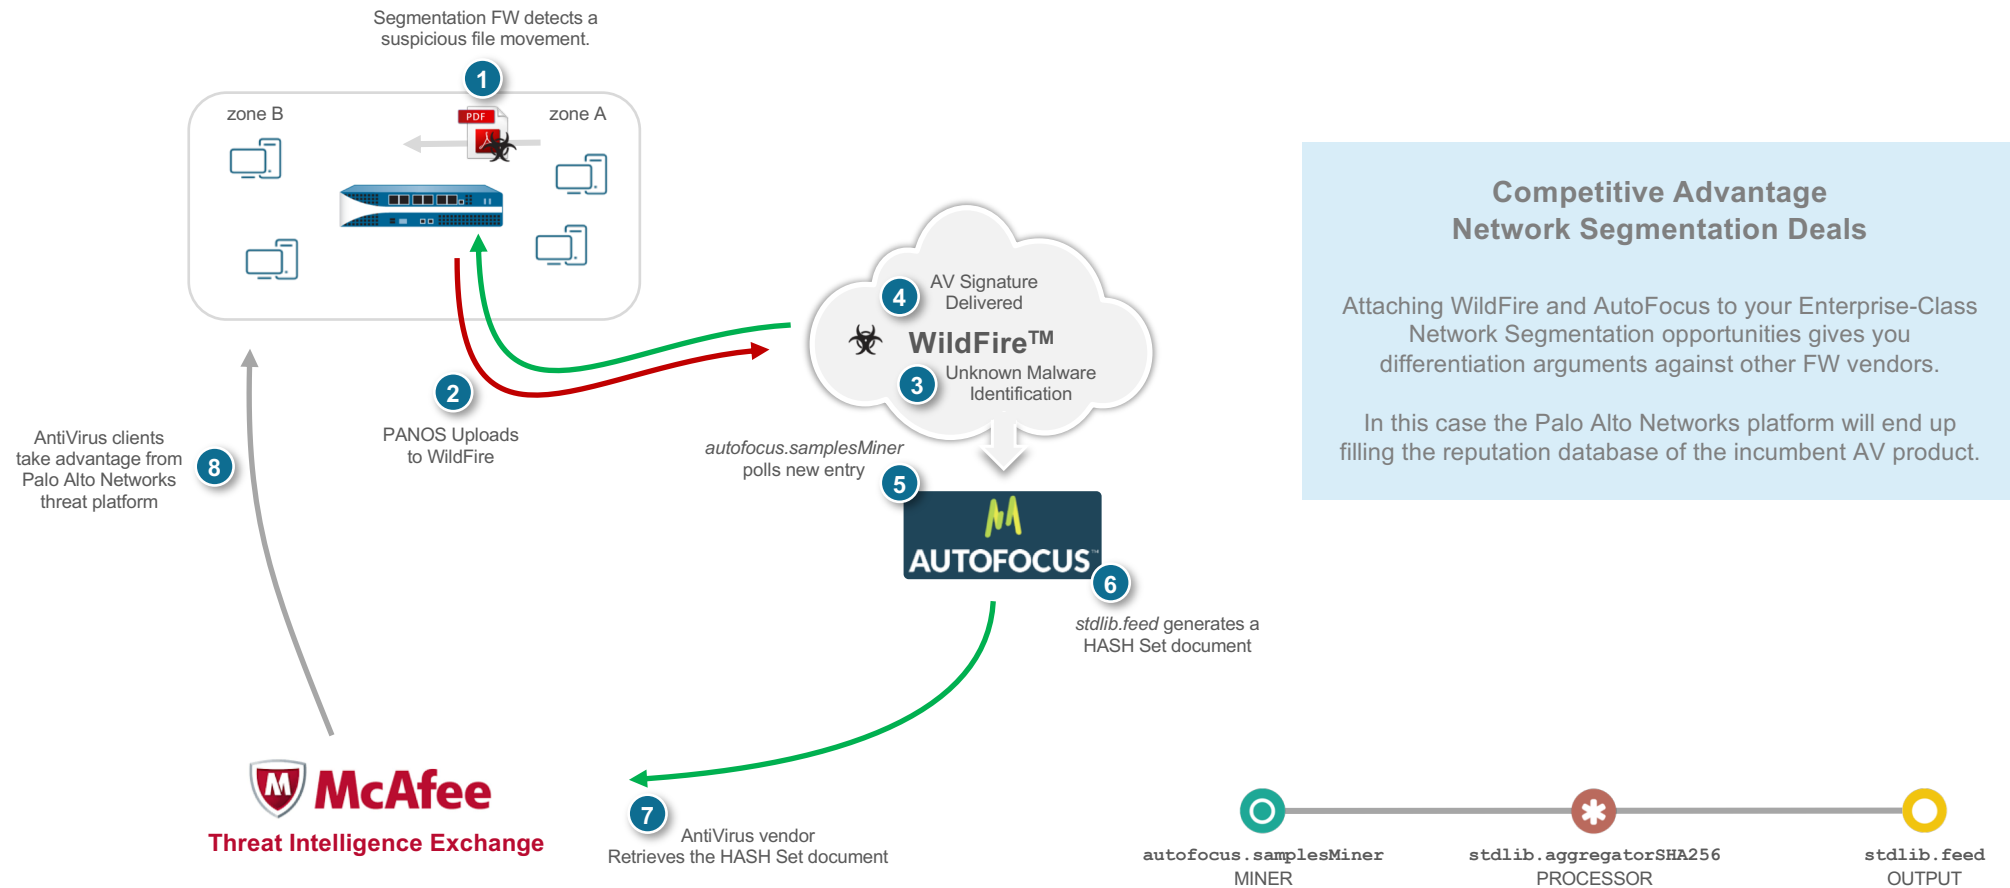 Segmentation FW detects a
suspicious file movement.
1
zone B
PDF
zone A
2
PANOS Uploads
to WildFire
4
AV Signature
Delivered
WildFire™
3
Unknown Malware
Identification
autofocus.samplesMiner
polls new entry
5
AUTOFOCUS™
6
stdlib.feed generates a
HASH Set document
7
AntiVirus vendor
Retrieves the HASH Set document
M
McAfee
Threat Intelligence Exchange
AntiVirus clients
take advantage from
Palo Alto Networks
threat platform
8
Competitive Advantage
Network Segmentation Deals
Attaching WildFire and AutoFocus to your Enterprise-Class
Network Segmentation opportunities gives you
differentiation arguments against other FW vendors.
In this case the Palo Alto Networks platform will end up
filling the reputation database of the incumbent AV product.
autofocus.samplesMiner
MINER
stdlib.aggregatorSHA256
PROCESSOR
stdlib.feed
OUTPUT